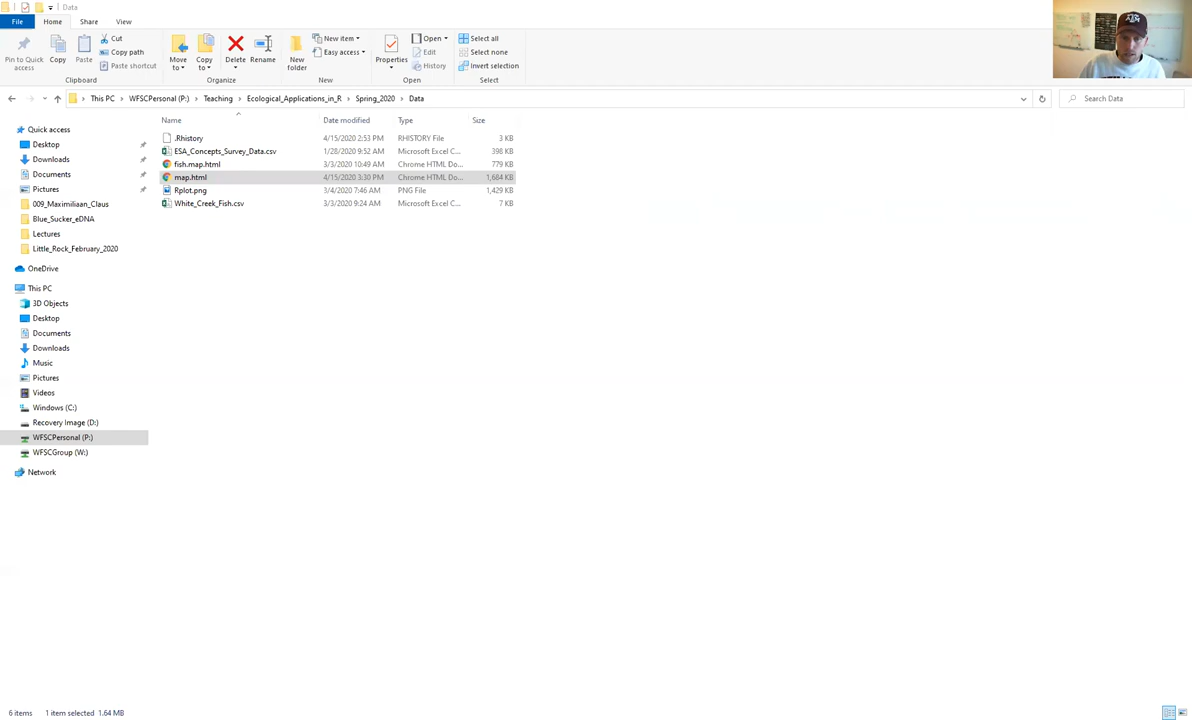 Data
File Home Share View
Pin to Quick access
Copy
Paste
Cut
Copy path
Paste shortcut
Clipboard
Move to
Copy to
Delete
Rename
Organize
New folder
New item
Easy access
New
Properties
Open
Edit
History
Open
Select all
Select none
Invert selection
Select
This PC > WFSCPersonal (P:) > Teaching > Ecological_Applications_in_R > Spring_2020 > Data
Search Data
Name Date modified Type Size
.Rhistory 4/15/2020 2:53 PM RHISTORY File 3 KB
ESA_Concepts_Survey_Data.csv 1/28/2020 9:52 AM Microsoft Excel C... 398 KB
fish.map.html 3/3/2020 10:49 AM Chrome HTML Do... 779 KB
map.html 4/15/2020 3:30 PM Chrome HTML Do... 1,684 KB
Rplot.png 3/4/2020 7:46 AM PNG File 1,429 KB
White_Creek_Fish.csv 3/3/2020 9:24 AM Microsoft Excel C... 7 KB
Quick access
Desktop
Downloads
Documents
Pictures
009_Maximiliaan_Claus
Blue_Sucker_eDNA
Lectures
Little_Rock_February_2020
OneDrive
This PC
3D Objects
Desktop
Documents
Downloads
Music
Pictures
Videos
Windows (C:)
Recovery Image (D:)
WFSCPersonal (P:)
WFSCGroup (W:)
Network
6 items 1 item selected 1.64 MB